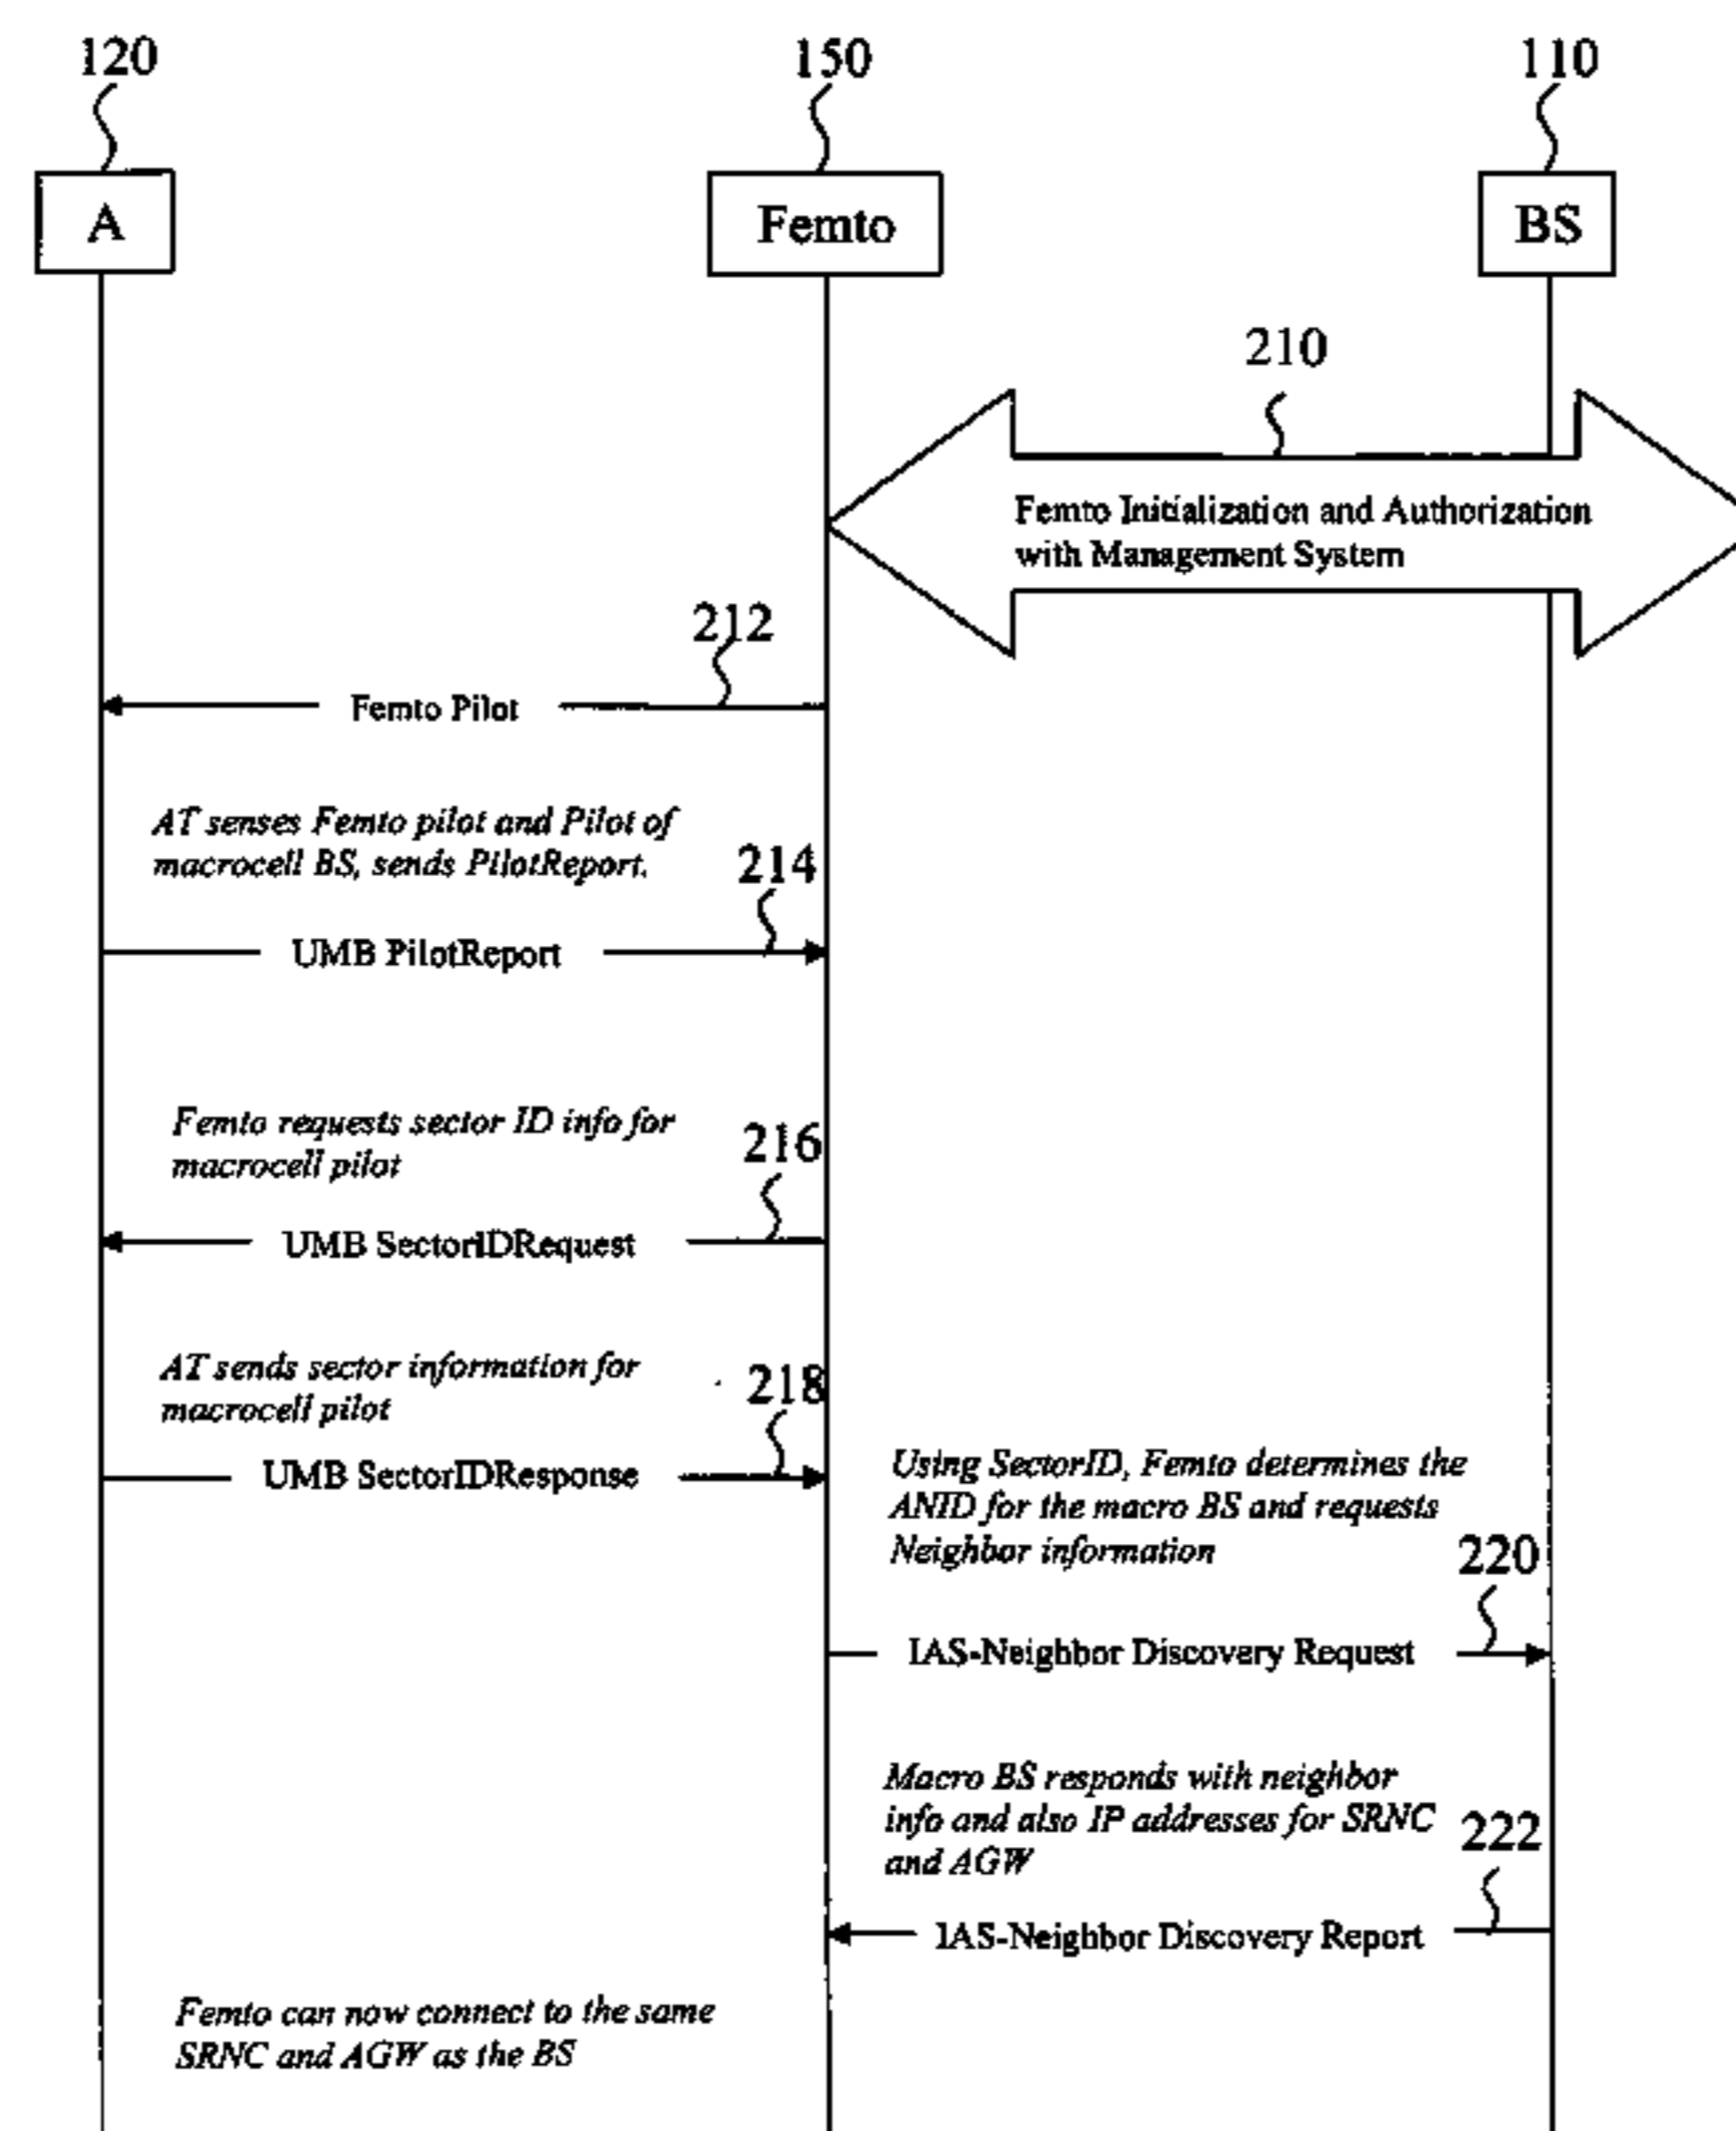 120
150
110
A
Femto
BS
210
Femto Initialization and Authorization
with Management System
212
Femto Pilot
AT senses Femto pilot and Pilot of
macrocell BS, sends PilotReport.
214
UMB PilotReport
Femto requests sector ID info for
macrocell pilot
216
UMB SectorIDRequest
AT sends sector information for
macrocell pilot
218
UMB SectorIDResponse
Using SectorID, Femto determines the
ANID for the macro BS and requests
Neighbor information
220
IAS-Neighbor Discovery Request
Macro BS responds with neighbor
info and also IP addresses for SRNC
and AGW
222
IAS-Neighbor Discovery Report
Femto can now connect to the same
SRNC and AGW as the BS